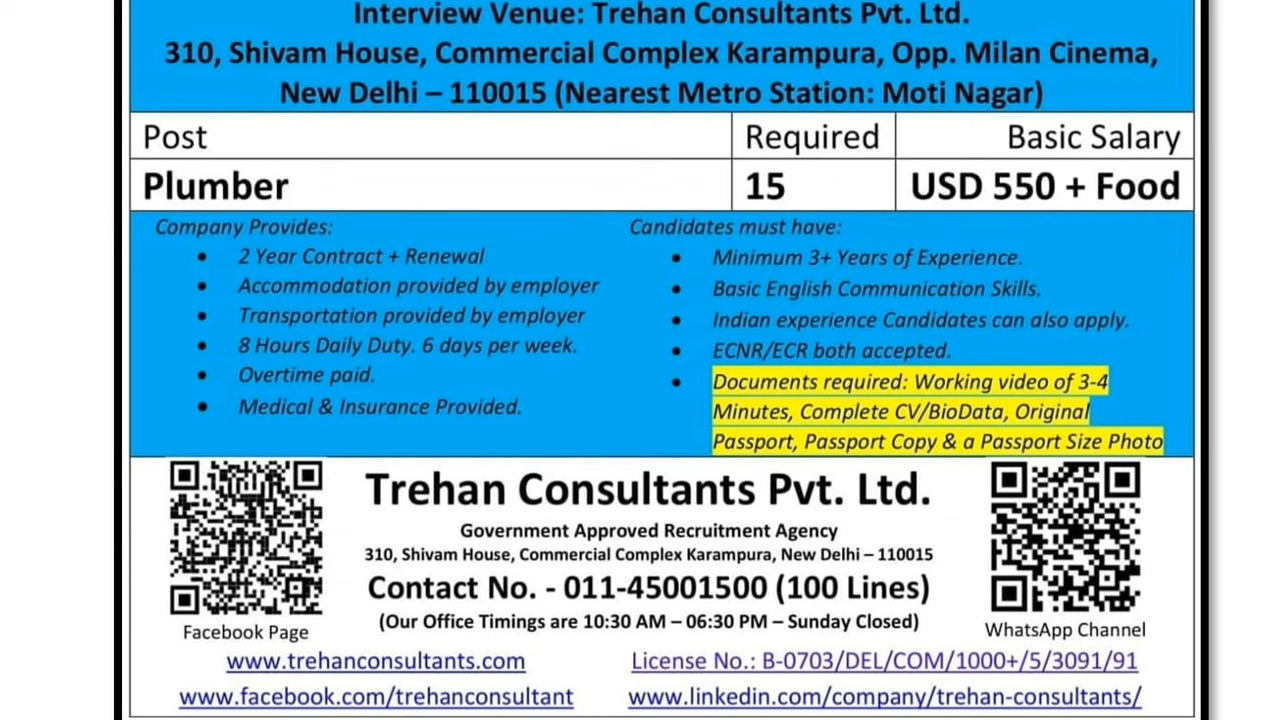 Interview Venue: Trehan Consultants Pvt. Ltd.
310, Shivam House, Commercial Complex Karampura, Opp. Milan Cinema,
New Delhi – 110015 (Nearest Metro Station: Moti Nagar)
Post Required Basic Salary
Plumber 15 USD 550 + Food
Company Provides:
• 2 Year Contract + Renewal
• Accommodation provided by employer
• Transportation provided by employer
• 8 Hours Daily Duty. 6 days per week.
• Overtime paid.
• Medical & Insurance Provided.
Candidates must have:
• Minimum 3+ Years of Experience.
• Basic English Communication Skills.
• Indian experience Candidates can also apply.
• ECNR/ECR both accepted.
• Documents required: Working video of 3-4
Minutes, Complete CV/BioData, Original
Passport, Passport Copy & a Passport Size Photo
Trehan Consultants Pvt. Ltd.
Government Approved Recruitment Agency
310, Shivam House, Commercial Complex Karampura, New Delhi – 110015
Contact No. - 011-45001500 (100 Lines)
(Our Office Timings are 10:30 AM – 06:30 PM – Sunday Closed)
Facebook Page
WhatsApp Channel
www.trehanconsultants.com
License No.: B-0703/DEL/COM/1000+/5/3091/91
www.facebook.com/trehanconsultant
www.linkedin.com/company/trehan-consultants/